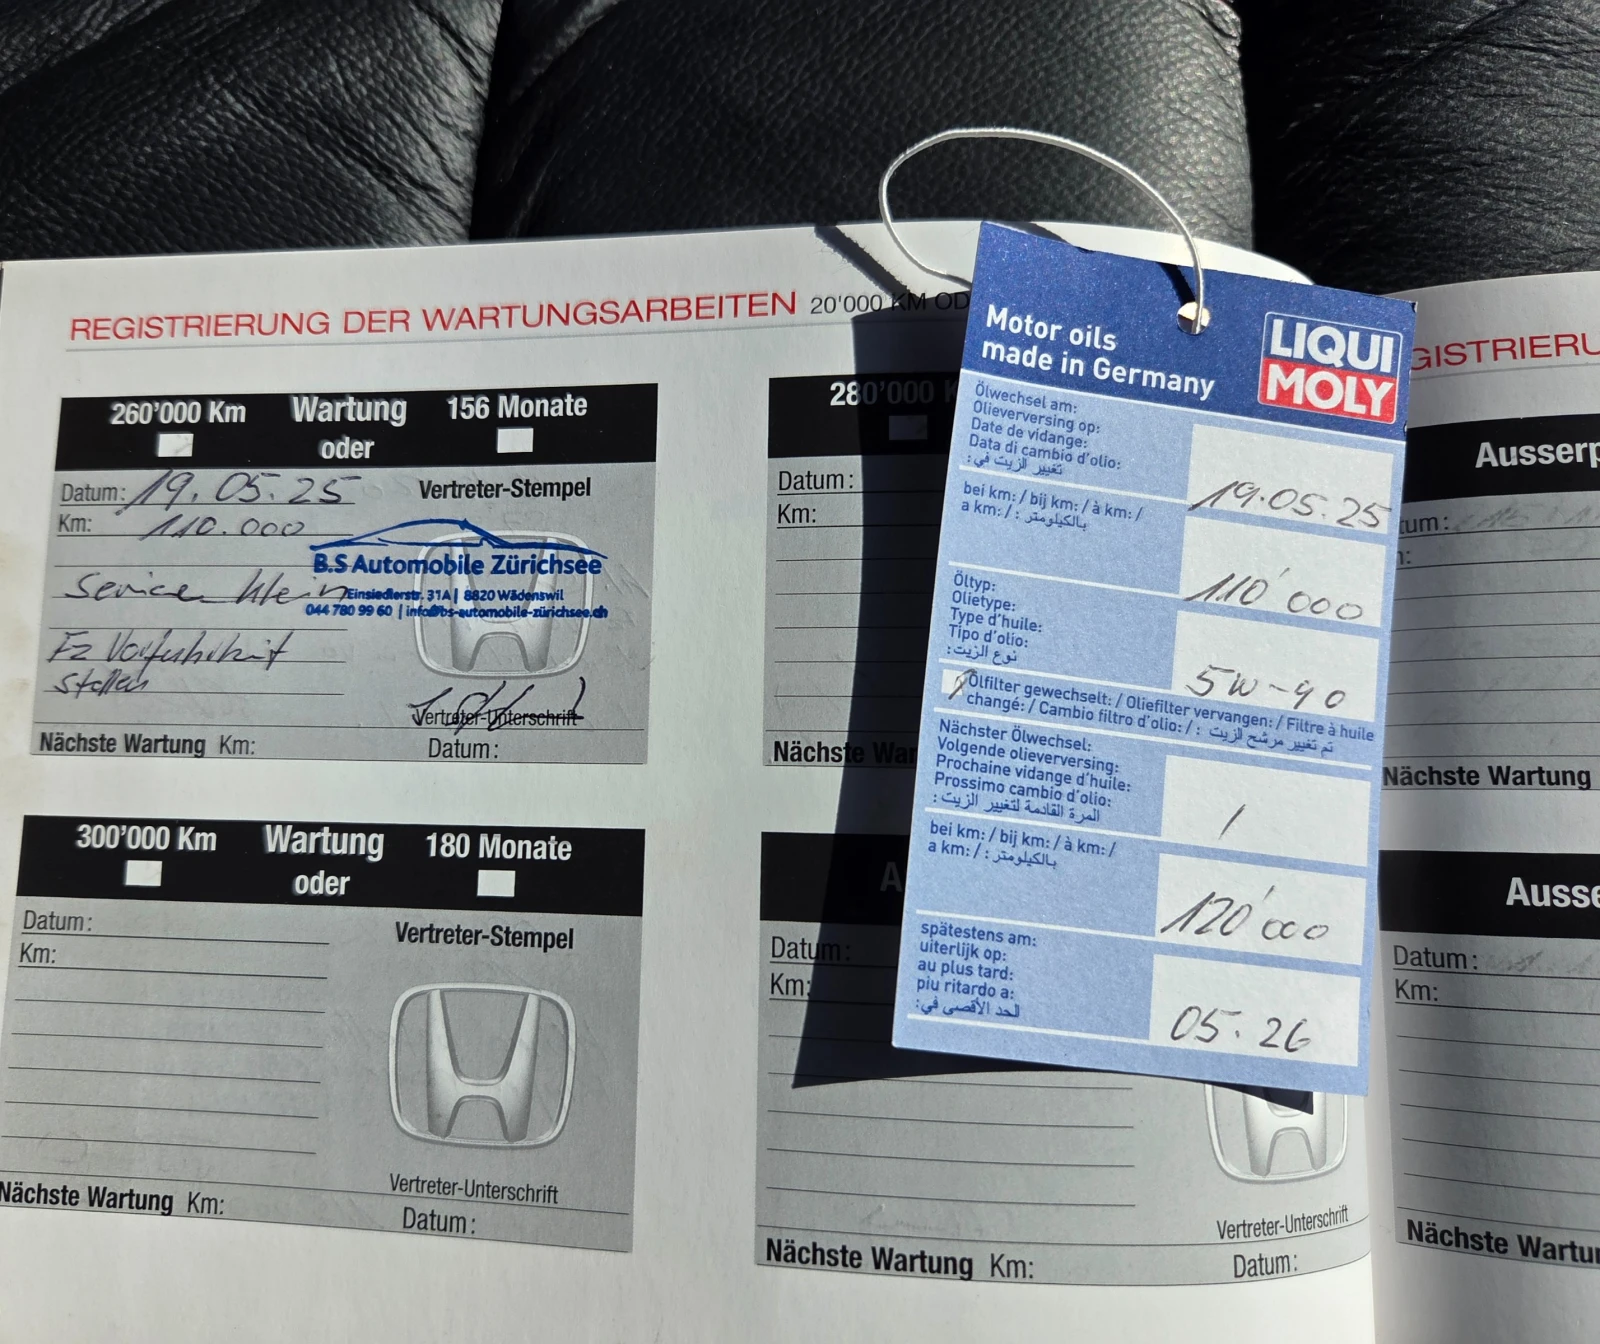 REGISTRIERUNG DER WARTUNGSARBEITEN 20'000 KM OD
260'000 Km Wartung oder 156 Monate
Datum: 19.05.25
Km: 110.000
Service klein
Fz Vorführbereit
stellen
Vertreter-Stempel
B.S Automobile Zürichsee
Einsiedlerstr. 31A | 8820 Wädenswil
044 780 99 60 | info@bs-automobile-zürichsee.ch
Vertreter-Unterschrift
Nächste Wartung Km: Datum:
300'000 Km Wartung oder 180 Monate
Datum:
Km:
Vertreter-Stempel
Vertreter-Unterschrift
Nächste Wartung Km: Datum:
280'000 K
Datum:
Km:
Nächste War
A
Datum:
Km:
Vertreter-Unterschrift
Nächste Wartung Km: Datum:
Motor oils
made in Germany
LIQUI
MOLY
Ölwechsel am:
Olieverversing op:
Date de vidange:
Data di cambio d'olio:
تغيير الزيت في:
19.05.25
bei km: / bij km: / à km: /
a km: / بالكيلومتر:
110'000
Öltyp:
Olietype:
Type d'huile:
Tipo d'olio:
نوع الزيت:
5W-40
Ölfilter gewechselt: / Oliefilter vervangen: / Filtre à huile
changé: / Cambio filtro d'olio: / تم تغيير مرشح الزيت:
Nächster Ölwechsel:
Volgende olieverversing:
Prochaine vidange d'huile:
Prossimo cambio d'olio:
المرة القادمة لتغيير الزيت:
/
bei km: / bij km: / à km: /
a km: / بالكيلومتر:
120'000
spätestens am:
uiterlijk op:
au plus tard:
piu ritardo a:
الحد الأقصى في:
05.26
GISTRIERU
Ausserp
tum:
Nächste Wartung
Ausse
Datum:
Km:
Nächste Wartu